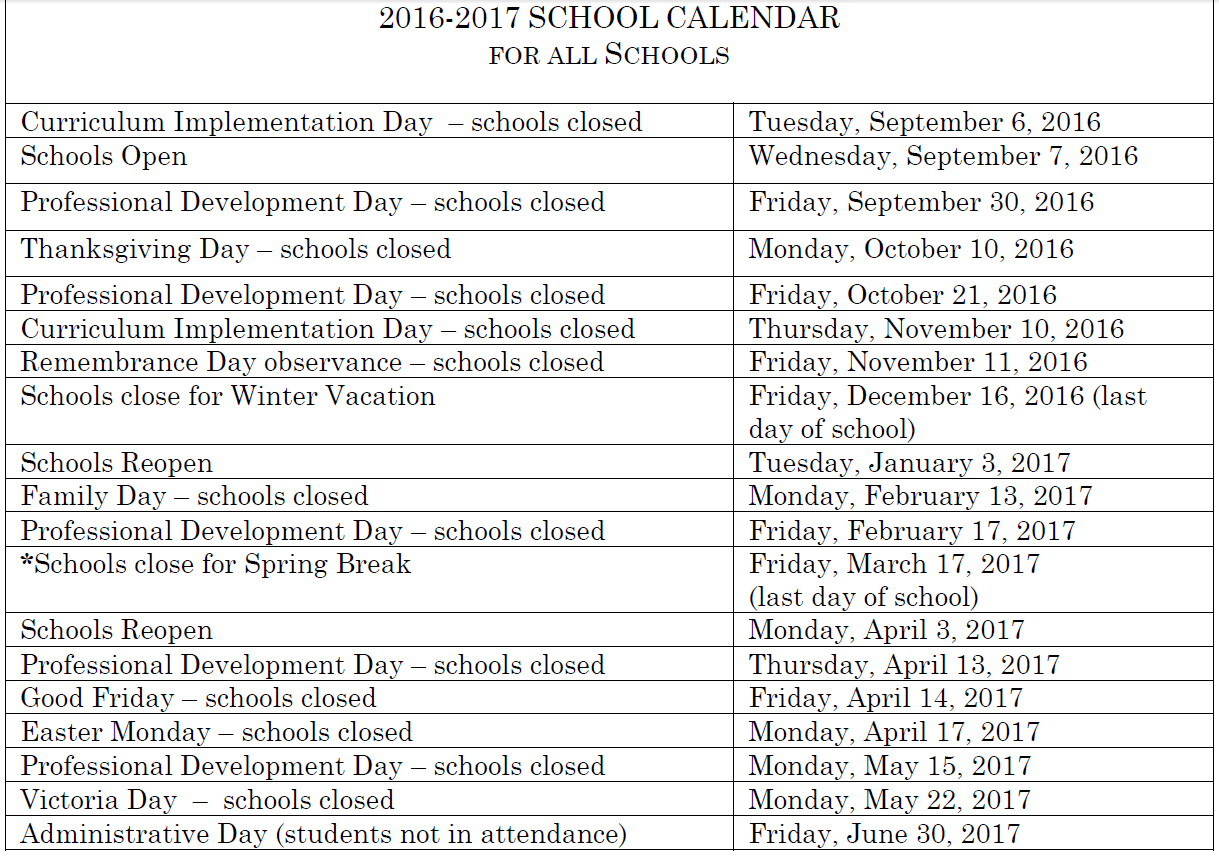 2016-2017 SCHOOL CALENDAR
FOR ALL SCHOOLS
Curriculum Implementation Day – schools closed Tuesday, September 6, 2016
Schools Open Wednesday, September 7, 2016
Professional Development Day – schools closed Friday, September 30, 2016
Thanksgiving Day – schools closed Monday, October 10, 2016
Professional Development Day – schools closed Friday, October 21, 2016
Curriculum Implementation Day – schools closed Thursday, November 10, 2016
Remembrance Day observance – schools closed Friday, November 11, 2016
Schools close for Winter Vacation Friday, December 16, 2016 (last
day of school)
Schools Reopen Tuesday, January 3, 2017
Family Day – schools closed Monday, February 13, 2017
Professional Development Day – schools closed Friday, February 17, 2017
*Schools close for Spring Break Friday, March 17, 2017
(last day of school)
Schools Reopen Monday, April 3, 2017
Professional Development Day – schools closed Thursday, April 13, 2017
Good Friday – schools closed Friday, April 14, 2017
Easter Monday – schools closed Monday, April 17, 2017
Professional Development Day – schools closed Monday, May 15, 2017
Victoria Day – schools closed Monday, May 22, 2017
Administrative Day (students not in attendance) Friday, June 30, 2017